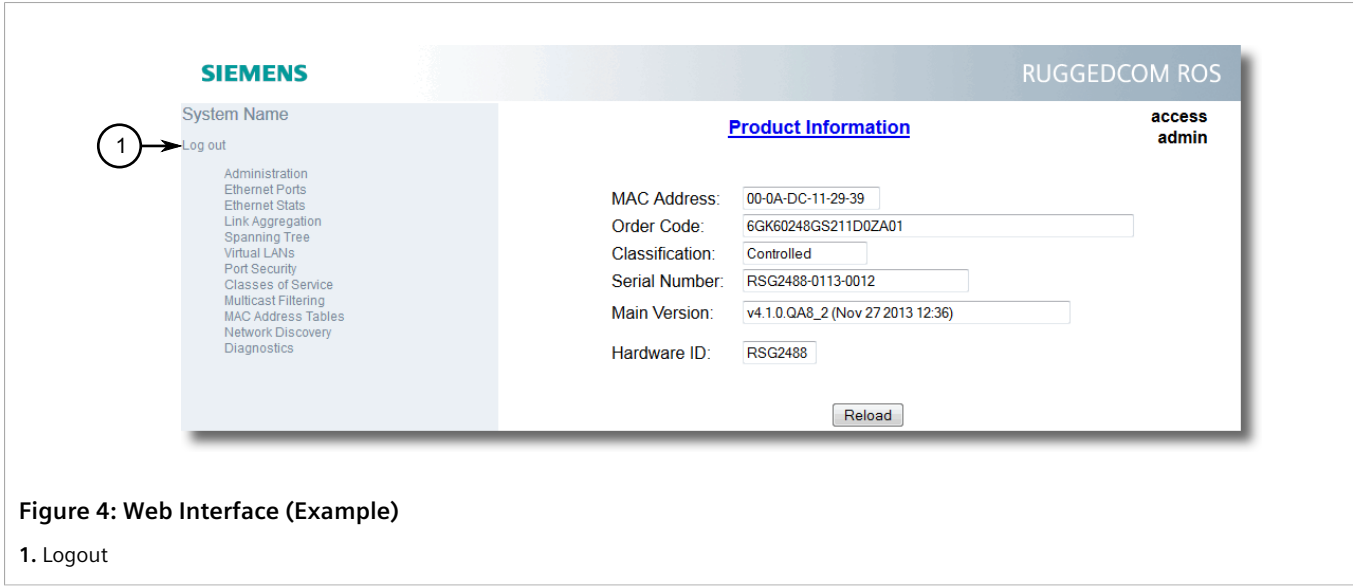 SIEMENS
RUGGEDCOM ROS
System Name
1
Log out
Administration
Ethernet Ports
Ethernet Stats
Link Aggregation
Spanning Tree
Virtual LANs
Port Security
Classes of Service
Multicast Filtering
MAC Address Tables
Network Discovery
Diagnostics
Product Information
access
admin
MAC Address: 00-0A-DC-11-29-39
Order Code: 6GK60248GS211D0ZA01
Classification: Controlled
Serial Number: RSG2488-0113-0012
Main Version: v4.1.0.QA8_2 (Nov 27 2013 12:36)
Hardware ID: RSG2488
Reload
Figure 4: Web Interface (Example)
1. Logout